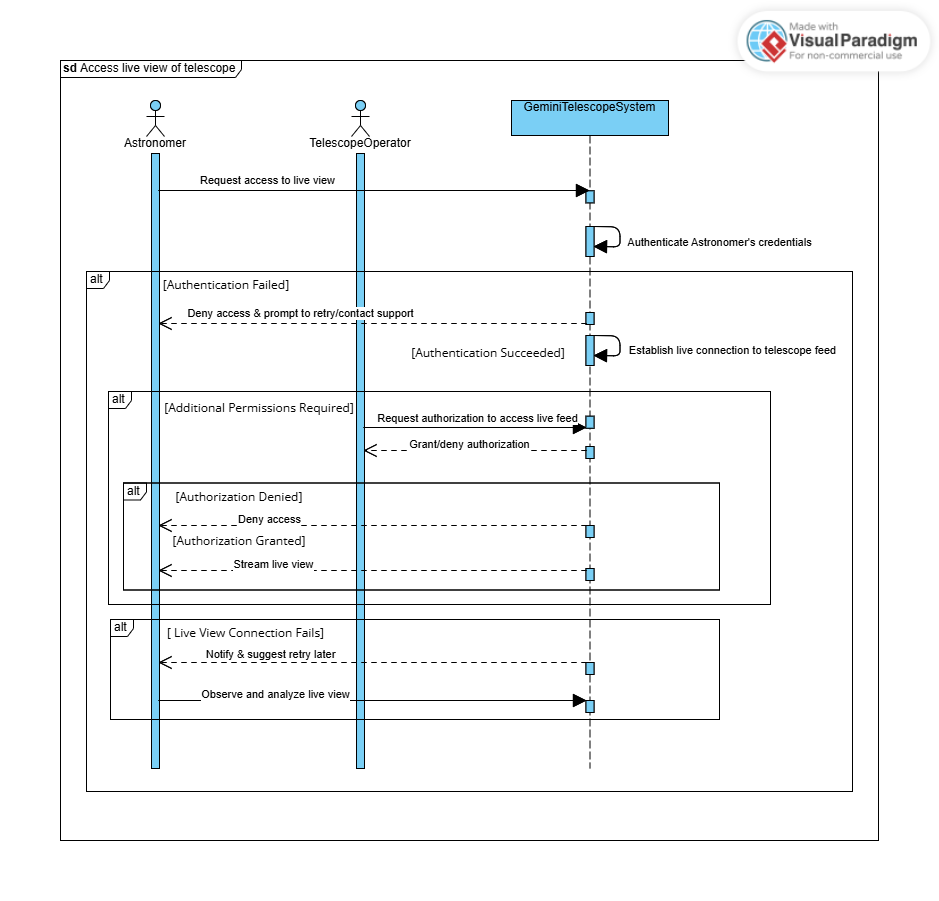 Made with
VisualParadigm
For non-commercial use
sd Access live view of telescope
Astronomer
TelescopeOperator
GeminiTelescopeSystem
Request access to live view
Authenticate Astronomer's credentials
alt
[Authentication Failed]
Deny access & prompt to retry/contact support
[Authentication Succeeded]
Establish live connection to telescope feed
alt
[Additional Permissions Required]
Request authorization to access live feed
Grant/deny authorization
alt
[Authorization Denied]
Deny access
[Authorization Granted]
Stream live view
alt
[ Live View Connection Fails]
Notify & suggest retry later
Observe and analyze live view